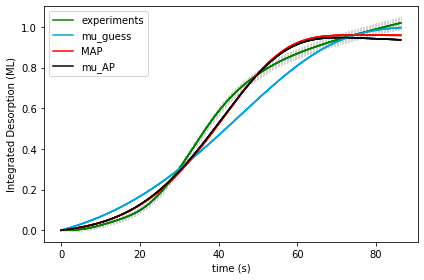 experiments
mu_guess
MAP
mu_AP
Integrated Desorption (ML)
1.0
0.8
0.6
0.4
0.2
0.0
0 20 40 60 80
time (s)